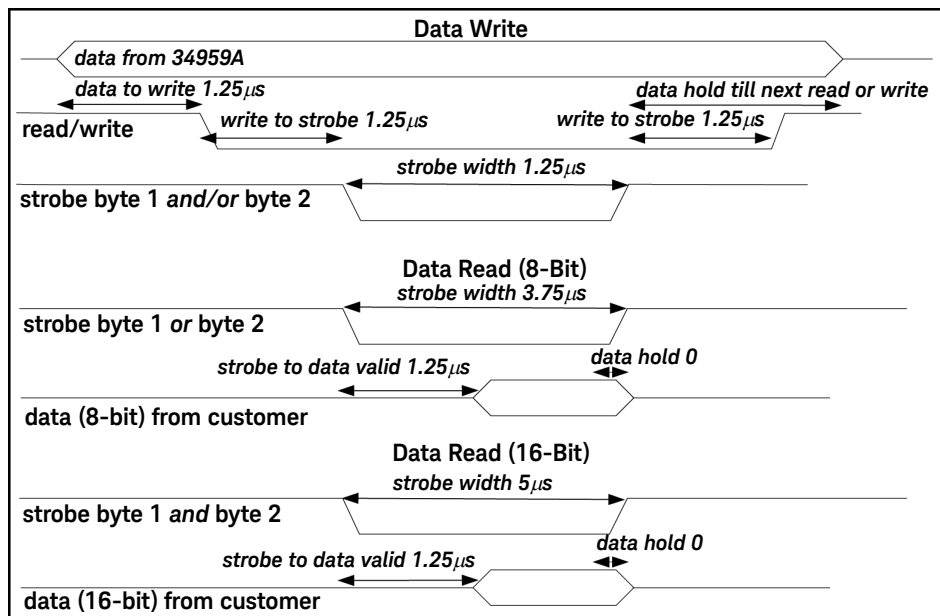 Data Write
data from 34959A
data to write 1.25μs
data hold till next read or write
read/write
write to strobe 1.25μs
write to strobe 1.25μs
strobe width 1.25μs
strobe byte 1 and/or byte 2
Data Read (8-Bit)
strobe width 3.75μs
strobe byte 1 or byte 2
data hold 0
strobe to data valid 1.25μs
data (8-bit) from customer
Data Read (16-Bit)
strobe width 5μs
strobe byte 1 and byte 2
data hold 0
strobe to data valid 1.25μs
data (16-bit) from customer